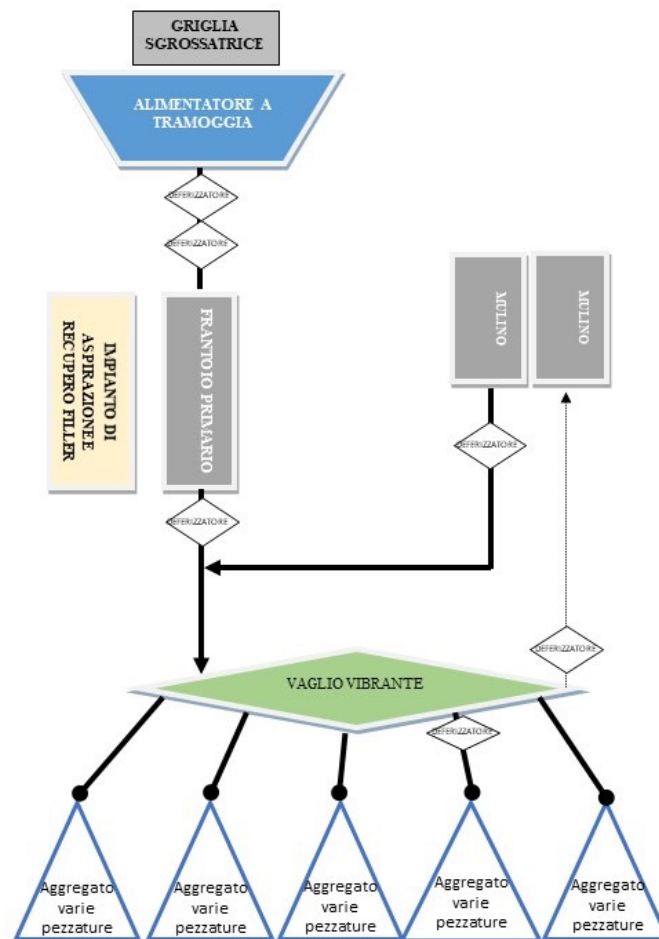 GRIGLIA
SGROSSATRICE
ALIMENTATORE A
TRAMOGGIA
DEFERIZZATORE
DEFERIZZATORE
IMPIANTO DI
ASPIRAZIONE E
RECUPERO FILLER
FRANTOIO PRIMARIO
MULINO
MULINO
DEFERIZZATORE
DEFERIZZATORE
DEFERIZZATORE
VAGLIO VIBRANTE
DEFERIZZATORE
Aggregato
varie
pezzature
Aggregato
varie
pezzature
Aggregato
varie
pezzature
Aggregato
varie
pezzature
Aggregato
varie
pezzature